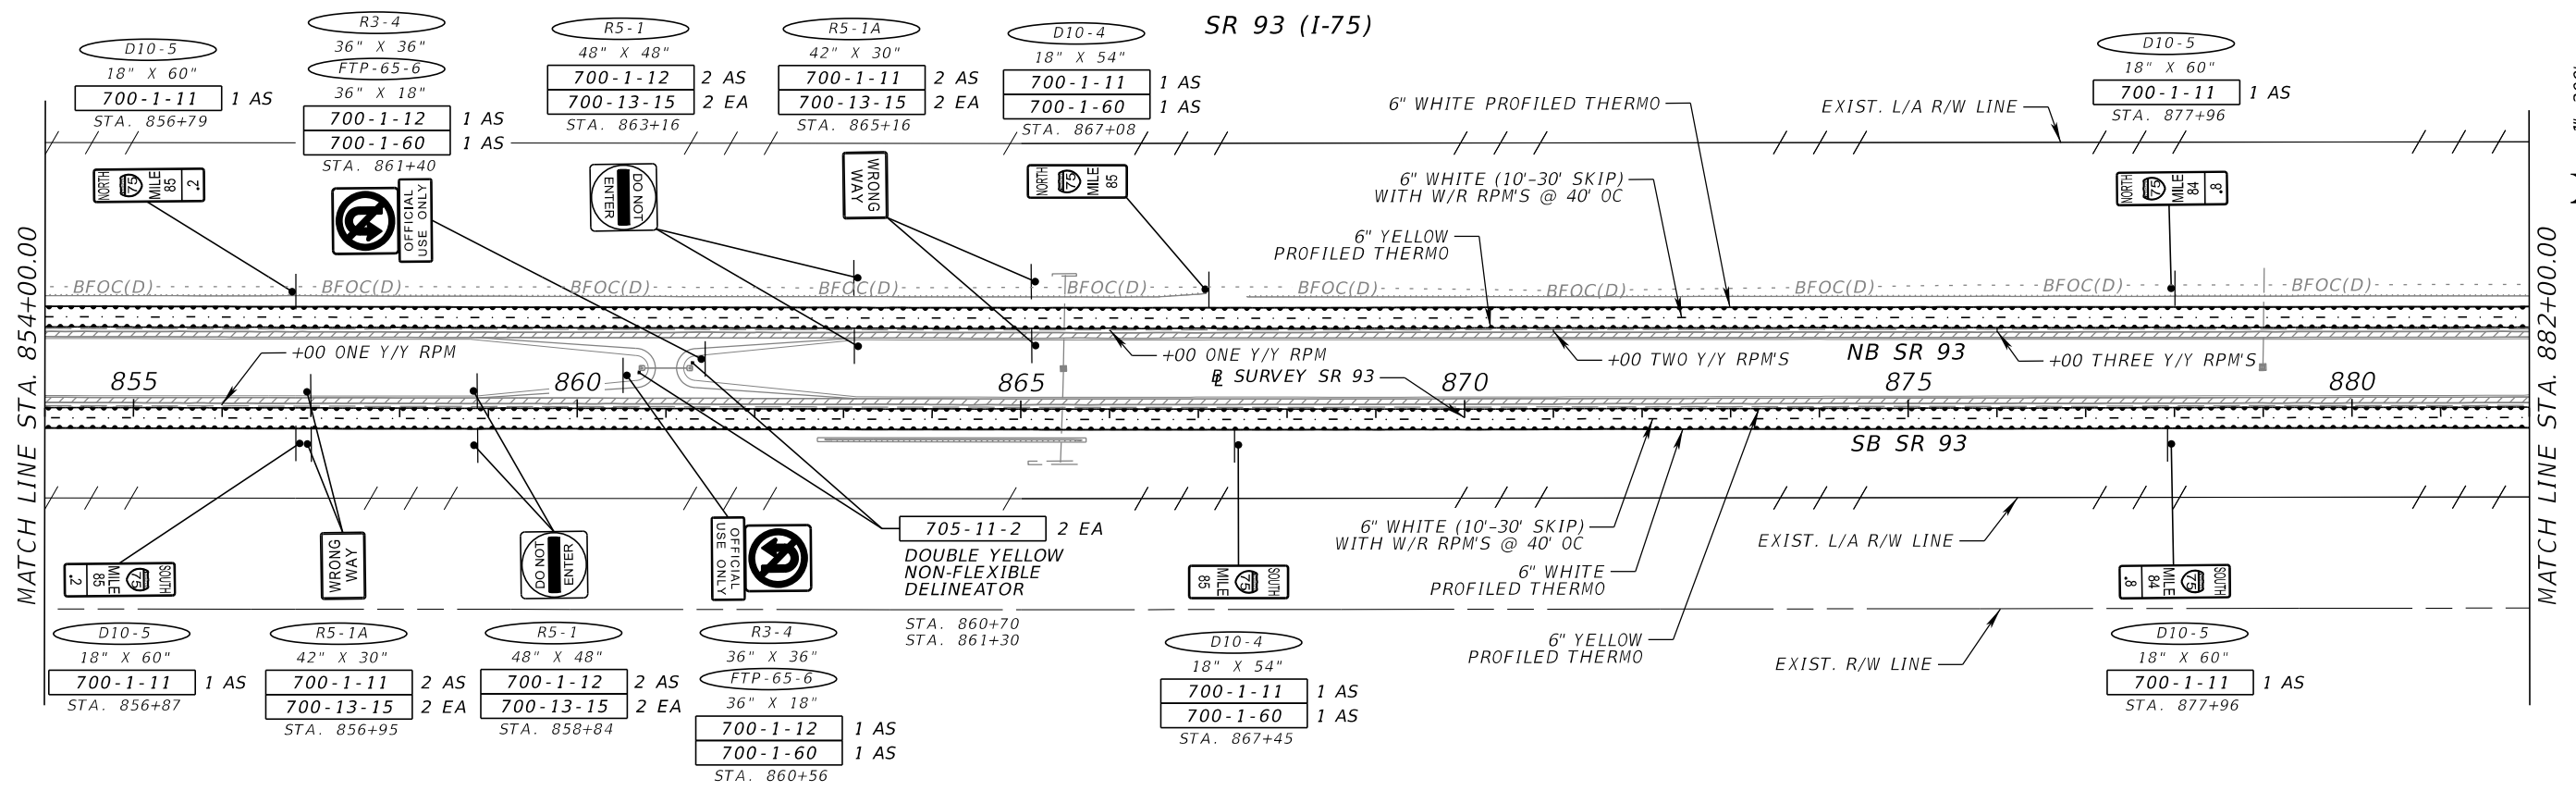 SR 93 (I-75)
D10-5
18" X 60"
700-1-11 1 AS
STA. 856+79
R3-4
36" X 36"
FTP-65-6
36" X 18"
700-1-12 1 AS
700-1-60 1 AS
STA. 861+40
R5-1
48" X 48"
700-1-12 2 AS
700-13-15 2 EA
STA. 863+16
R5-1A
42" X 30"
700-1-11 2 AS
700-13-15 2 EA
STA. 865+16
D10-4
18" X 54"
700-1-11 1 AS
700-1-60 1 AS
STA. 867+08
6" WHITE PROFILED THERMO
EXIST. L/A R/W LINE
D10-5
18" X 60"
700-1-11 1 AS
STA. 877+96
NORTH
75
MILE
85
.2
OFFICIAL
USE ONLY
DO NOT
ENTER
WRONG
WAY
NORTH
75
MILE
85
6" WHITE (10'-30' SKIP)
WITH W/R RPM'S @ 40' OC
6" YELLOW
PROFILED THERMO
NORTH
75
MILE
84
.8
MATCH LINE STA. 854+00.00
BFOC(D) BFOC(D) BFOC(D) BFOC(D) BFOC(D) BFOC(D) BFOC(D) BFOC(D) BFOC(D) BFOC(D)
+00 ONE Y/Y RPM
+00 ONE Y/Y RPM
+00 TWO Y/Y RPM'S
NB SR 93
+00 THREE Y/Y RPM'S
855 860 865 870 875 880
B SURVEY SR 93
SB SR 93
MATCH LINE STA. 882+00.00
SOUTH
75
MILE
85
.2
WRONG
WAY
DO NOT
ENTER
OFFICIAL
USE ONLY
705-11-2 2 EA
DOUBLE YELLOW
NON-FLEXIBLE
DELINEATOR
STA. 860+70
STA. 861+30
SOUTH
75
MILE
85
6" WHITE (10'-30' SKIP)
WITH W/R RPM'S @ 40' OC
6" WHITE
PROFILED THERMO
6" YELLOW
PROFILED THERMO
EXIST. L/A R/W LINE
EXIST. R/W LINE
SOUTH
75
MILE
84
.8
D10-5
18" X 60"
700-1-11 1 AS
STA. 856+87
R5-1A
42" X 30"
700-1-11 2 AS
700-13-15 2 EA
STA. 856+95
R5-1
48" X 48"
700-1-12 2 AS
700-13-15 2 EA
STA. 858+84
R3-4
36" X 36"
FTP-65-6
36" X 18"
700-1-12 1 AS
700-1-60 1 AS
STA. 860+56
D10-4
18" X 54"
700-1-11 1 AS
700-1-60 1 AS
STA. 867+45
D10-5
18" X 60"
700-1-11 1 AS
STA. 877+96